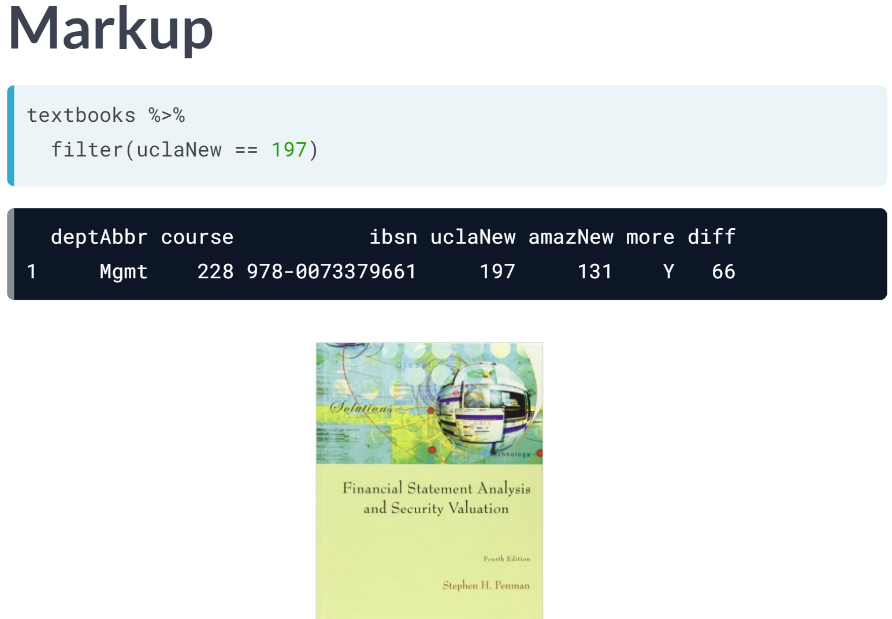 Markup
textbooks %>%
  filter(uclaNew == 197)
  deptAbbr course          ibsn uclaNew amazNew more diff
1     Mgmt    228 978-0073379661     197     131    Y   66
Global
Solutions
Technology
Financial Statement Analysis
and Security Valuation
Fourth Edition
Stephen H. Penman